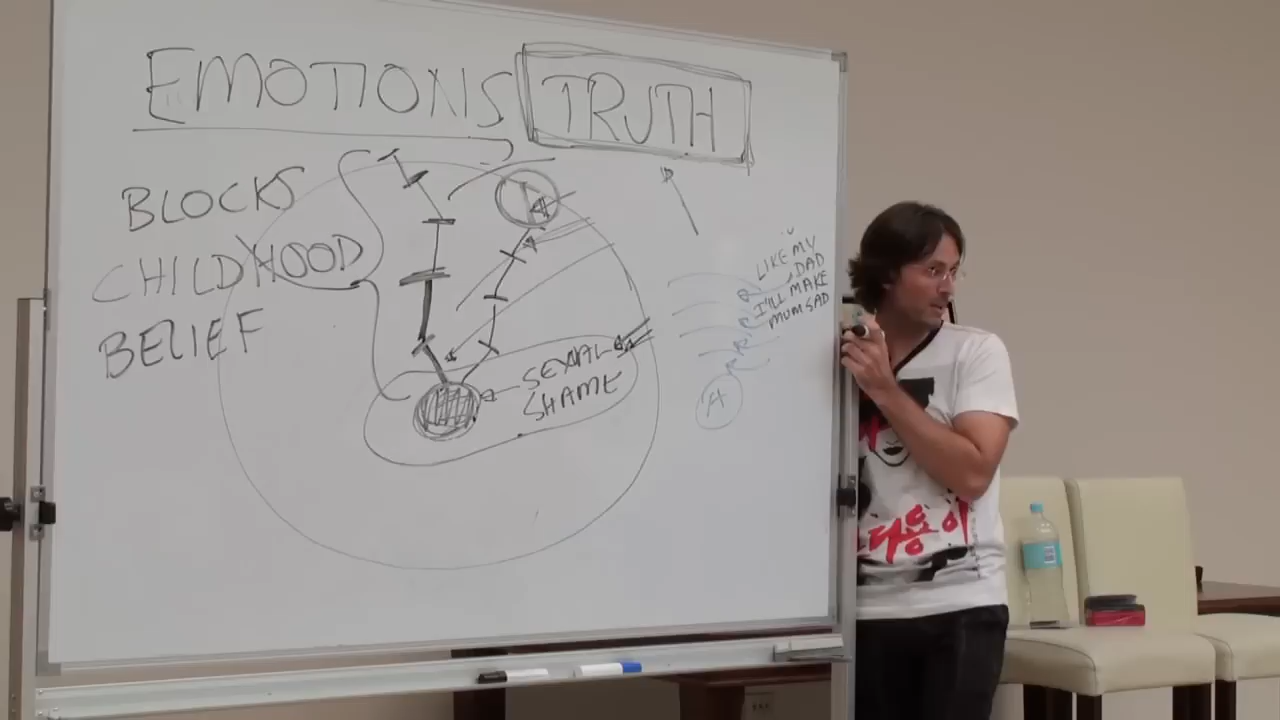 EMOTIONS, TRUTH
BLOCKS
CHILDHOOD
BELIEF
SEXUAL
SHAME
LIKE MY
DAD
I'LL MAKE
MUM SAD
A